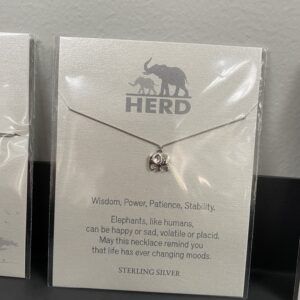 HERD
Wisdom, Power, Patience, Stability.
Elephants, like humans,
can be happy or sad, volatile or placid.
May this necklace remind you
that life has ever changing moods.
STERLING SILVER